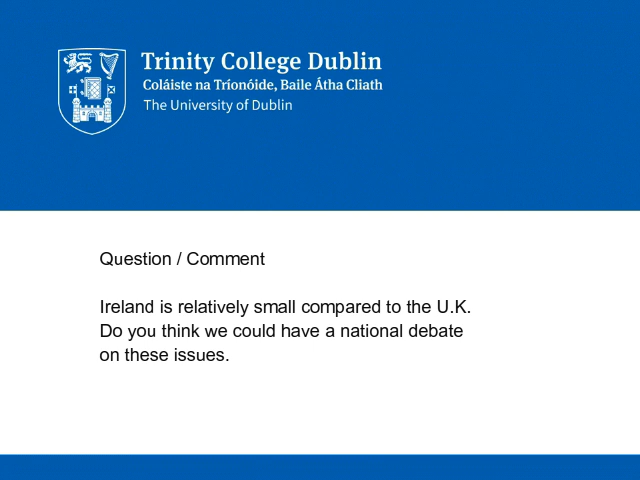 Trinity College Dublin
Coláiste na Tríonóide, Baile Átha Cliath
The University of Dublin
Question / Comment
Ireland is relatively small compared to the U.K.
Do you think we could have a national debate
on these issues.